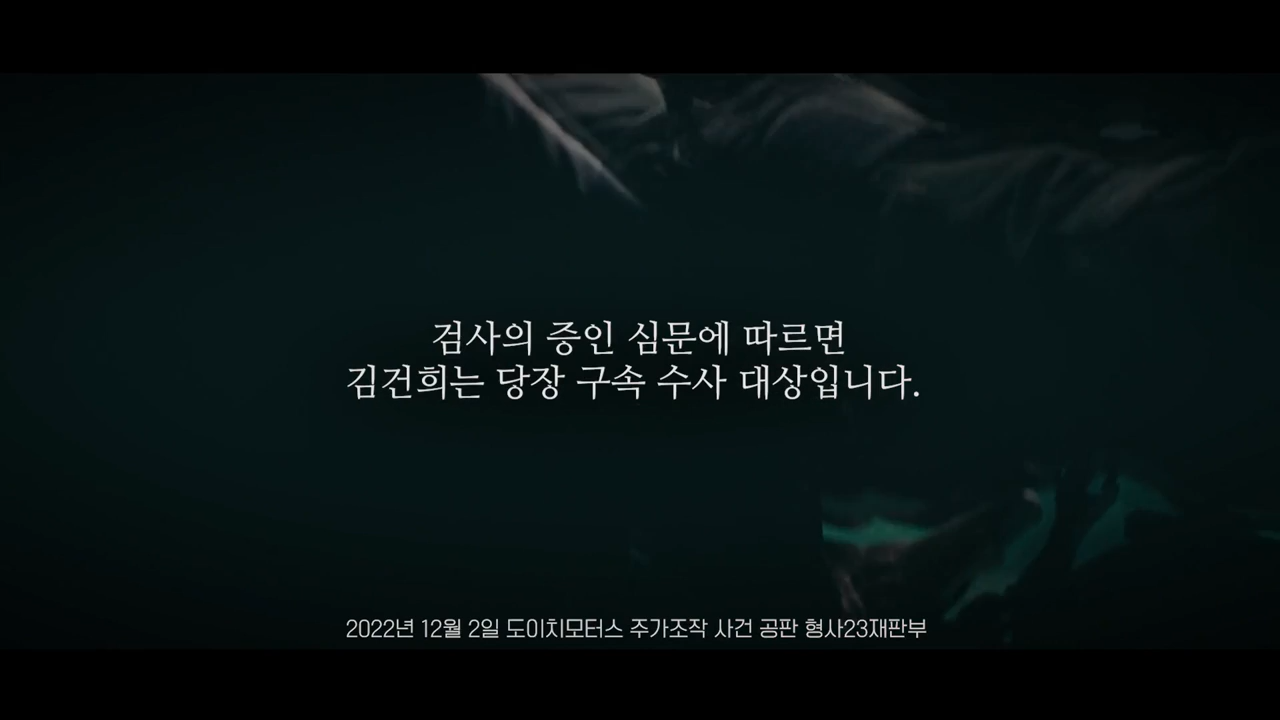 검사의 증인 심문에 따르면
김건희는 당장 구속 수사 대상입니다.
2022년 12월 2일 도이치모터스 주가조작 사건 공판 형사23재판부